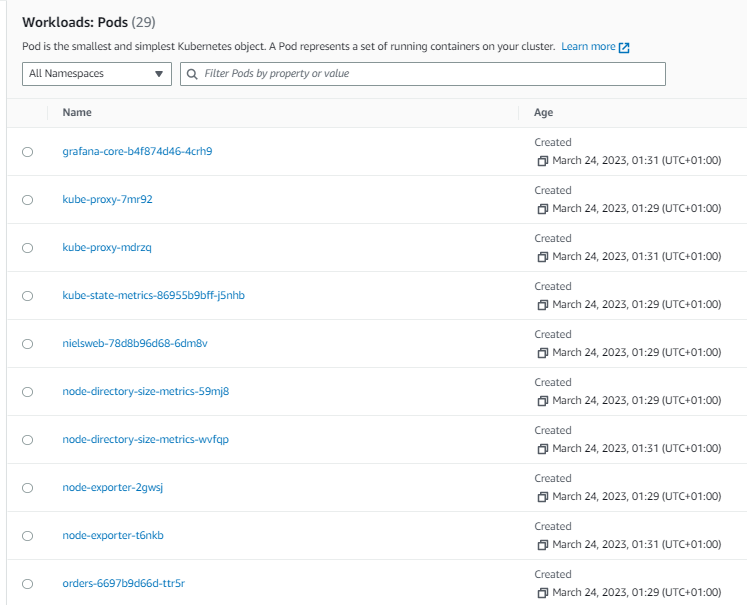 Workloads: Pods (29)
Pod is the smallest and simplest Kubernetes object. A Pod represents a set of running containers on your cluster. Learn more
All Namespaces Filter Pods by property or value
Name Age
grafana-core-b4f874d46-4crh9 Created
March 24, 2023, 01:31 (UTC+01:00)
kube-proxy-7mr92 Created
March 24, 2023, 01:29 (UTC+01:00)
kube-proxy-mdrzq Created
March 24, 2023, 01:31 (UTC+01:00)
kube-state-metrics-86955b9bff-j5nhb Created
March 24, 2023, 01:29 (UTC+01:00)
nielsweb-78d8b96d68-6dm8v Created
March 24, 2023, 01:29 (UTC+01:00)
node-directory-size-metrics-59mj8 Created
March 24, 2023, 01:29 (UTC+01:00)
node-directory-size-metrics-wvfqp Created
March 24, 2023, 01:31 (UTC+01:00)
node-exporter-2gwsj Created
March 24, 2023, 01:29 (UTC+01:00)
node-exporter-t6nkb Created
March 24, 2023, 01:31 (UTC+01:00)
orders-6697b9d66d-ttr5r Created
March 24, 2023, 01:29 (UTC+01:00)